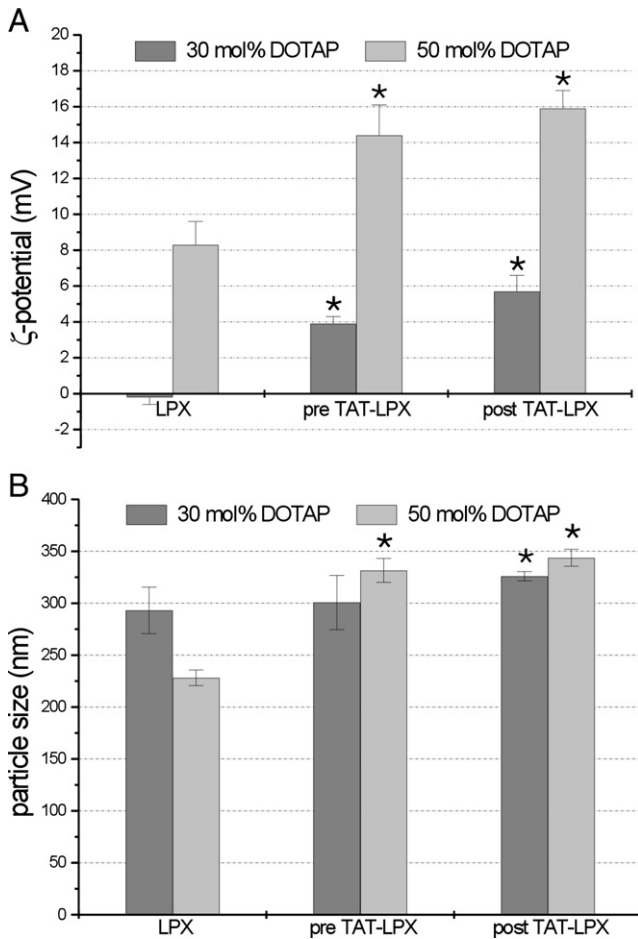 A
30 mol% DOTAP 50 mol% DOTAP
20
18
16
14
12
10
8
6
4
2
0
-2
ζ-potential (mV)
* * * *
LPX pre TAT-LPX post TAT-LPX
B
30 mol% DOTAP 50 mol% DOTAP
400
350
300
250
200
150
100
50
0
particle size (nm)
* * *
LPX pre TAT-LPX post TAT-LPX